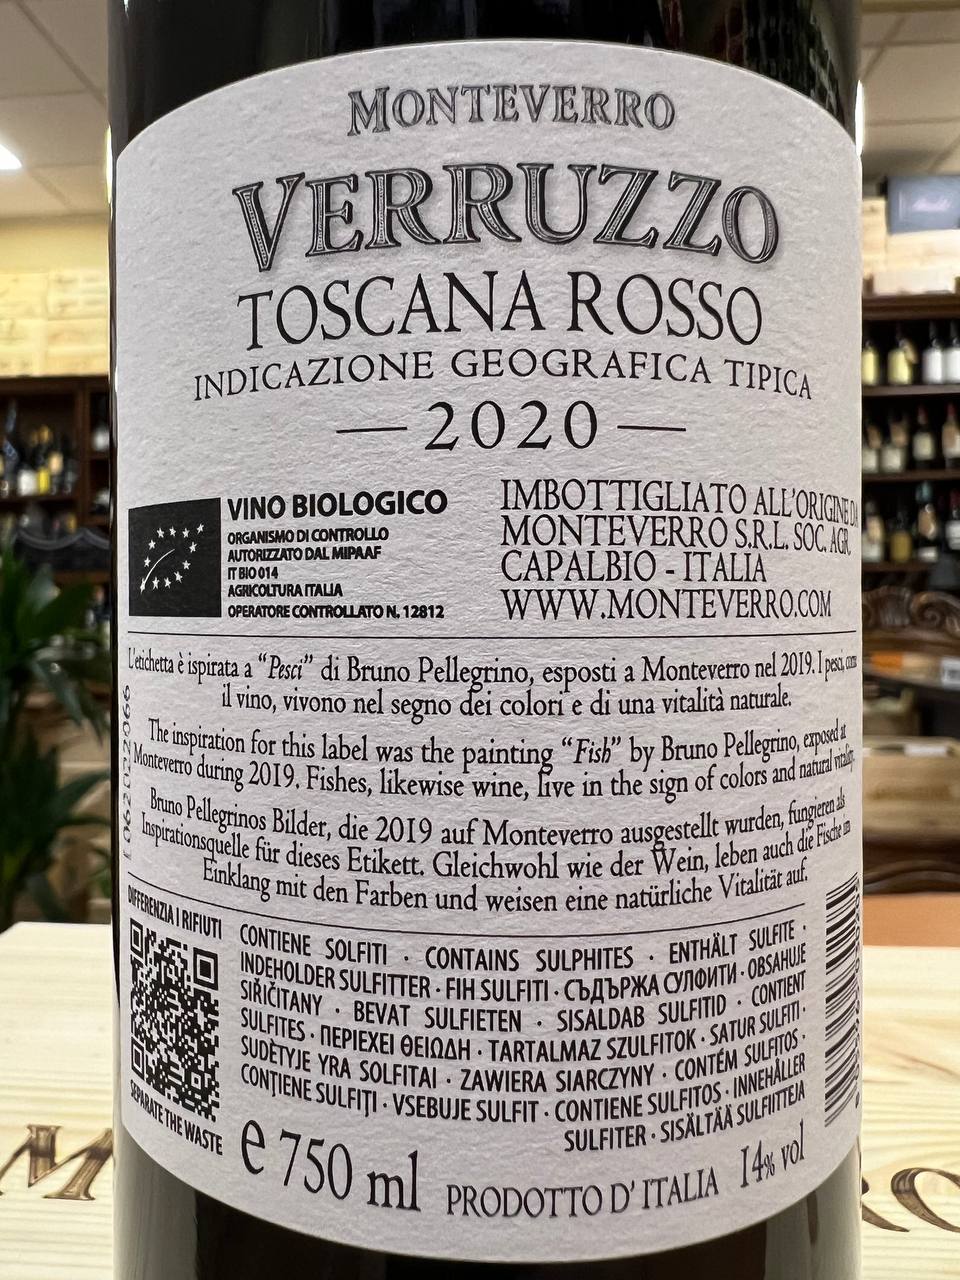 MONTEVERRO
VERRUZZO
TOSCANA ROSSO
INDICAZIONE GEOGRAFICA TIPICA
— 2020 —
VINO BIOLOGICO
ORGANISMO DI CONTROLLO
AUTORIZZATO DAL MIPAAF
IT BIO 014
AGRICOLTURA ITALIA
OPERATORE CONTROLLATO N. 12812
IMBOTTIGLIATO ALL'ORIGINE DA
MONTEVERRO S.R.L. SOC. AGR.
CAPALBIO - ITALIA
WWW.MONTEVERRO.COM
L'etichetta è ispirata a “Pesci” di Bruno Pellegrino, esposti a Monteverro nel 2019. I pesci, come
il vino, vivono nel segno dei colori e di una vitalità naturale.
The inspiration for this label was the painting “Fish” by Bruno Pellegrino, exposed at
Monteverro during 2019. Fishes, likewise wine, live in the sign of colors and natural vitality.
Bruno Pellegrinos Bilder, die 2019 auf Monteverro ausgestellt wurden, fungieren als
Inspirationsquelle für dieses Etikett. Gleichwohl wie der Wein, leben auch die Fische im
Einklang mit den Farben und weisen eine natürliche Vitalität auf.
DIFFERENZIA I RIFIUTI
SEPARATE THE WASTE
CONTIENE SOLFITI · CONTAINS SULPHITES · ENTHÄLT SULFITE ·
INDEHOLDER SULFITTER · FIH SULFITI · СЪДЪРЖА СУЛФИТИ · OBSAHUJE
SIŘIČITANY · BEVAT SULFIETEN · SISALDAB SULFITID · CONTIENT
SULFITES · ΠΕΡΙΕΧΕΙ ΘΕΙΩΔΗ · TARTALMAZ SZULFITOK · SATUR SULFITI ·
SUDĖTYJE YRA SOLFITAI · ZAWIERA SIARCZYNY · CONTÉM SULFITOS ·
CONŢIENE SULFIŢI · VSEBUJE SULFIT · CONTIENE SULFITOS · INNEHÅLLER
SULFITER · SISÄLTÄÄ SULFIITTEJA
e 750 ml PRODOTTO D' ITALIA 14% vol